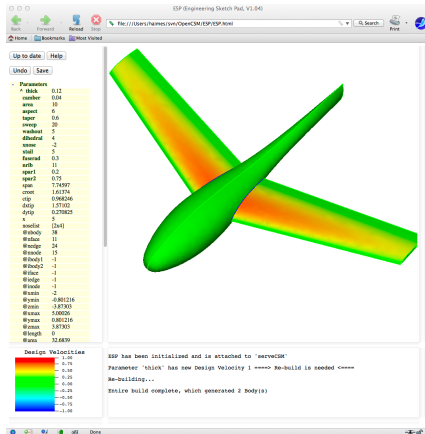 ESP (Engineering Sketch Pad, V1.04)
Back Forward Reload Stop file:///Users/haimes/svn/OpenCSM/ESP/ESP.html Search Print
Home Bookmarks Most Visited
Up to date Help
Undo Save
- Parameters
^ thick 0.12
camber 0.04
area 10
aspect 6
taper 0.6
sweep 20
washout 5
dihedral 4
xnose -2
xtail 5
fuserad 0.3
nrib 11
spar1 0.2
spar2 0.75
span 7.74597
croot 1.61374
ctip 0.968246
dxtip 1.57102
dytip 0.270825
x 5
noselist [2x4]
@nbody 38
@nface 11
@nedge 24
@nnode 15
@ibody1 -1
@ibody2 -1
@iface -1
@iedge -1
@inode -1
@xmin -2
@ymin -0.801216
@zmin -3.87303
@xmax 5.00026
@ymax 0.801216
@zmax 3.87303
@length 0
@area 32.6839
Design Velocities
1.00
0.75
0.50
0.25
0.00
-0.25
-0.50
-0.75
-1.00
ESP has been initialized and is attached to 'serveCSM'
Parameter 'thick' has new Design Velocity 1 ====> Re-build is needed <====
Re-building...
Entire build complete, which generated 2 Body(s)
Done